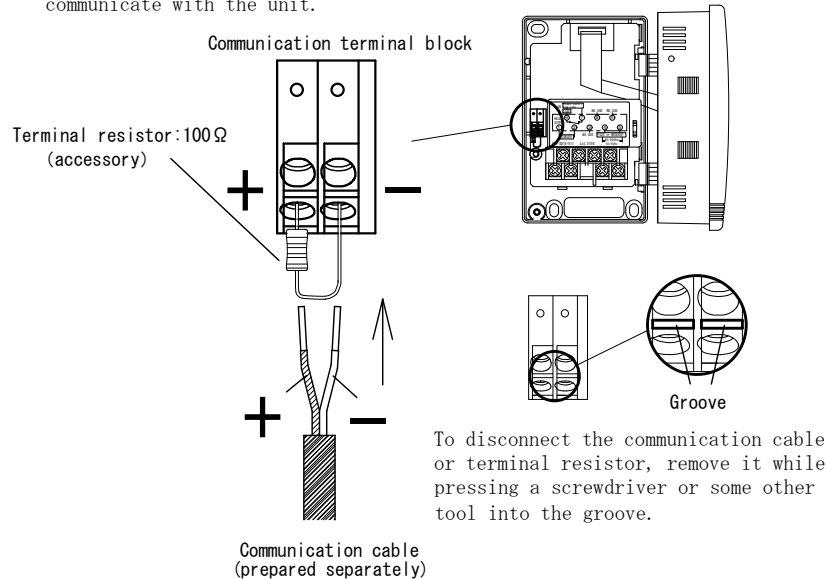 communicate with the unit.
Communication terminal block
Terminal resistor:100Ω
(accessory)
+
−
+
−
Groove
To disconnect the communication cable
or terminal resistor, remove it while
pressing a screwdriver or some other
tool into the groove.
Communication cable
(prepared separately)